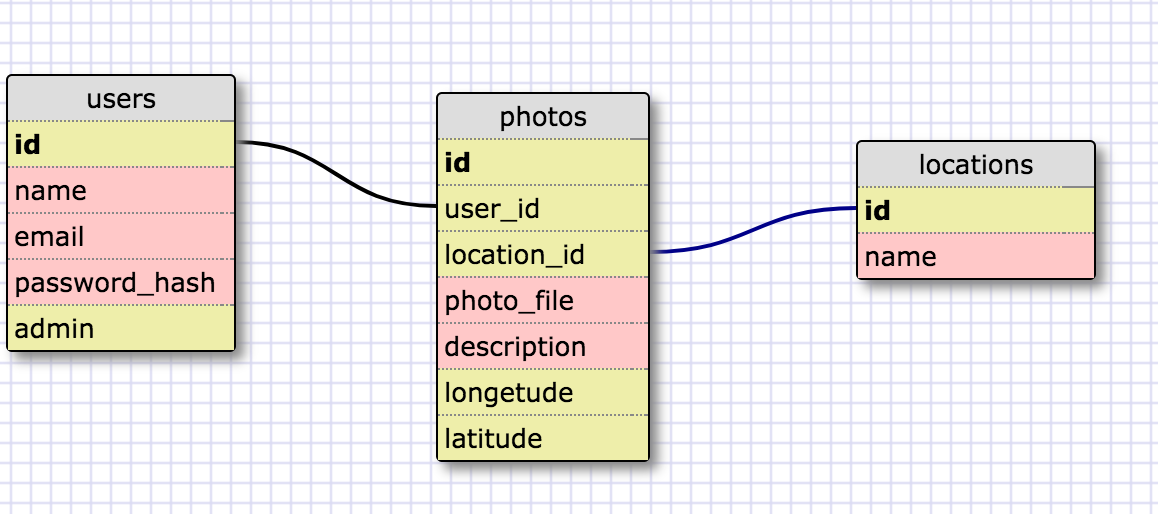 users
id
name
email
password_hash
admin
photos
id
user_id
location_id
photo_file
description
longetude
latitude
locations
id
name